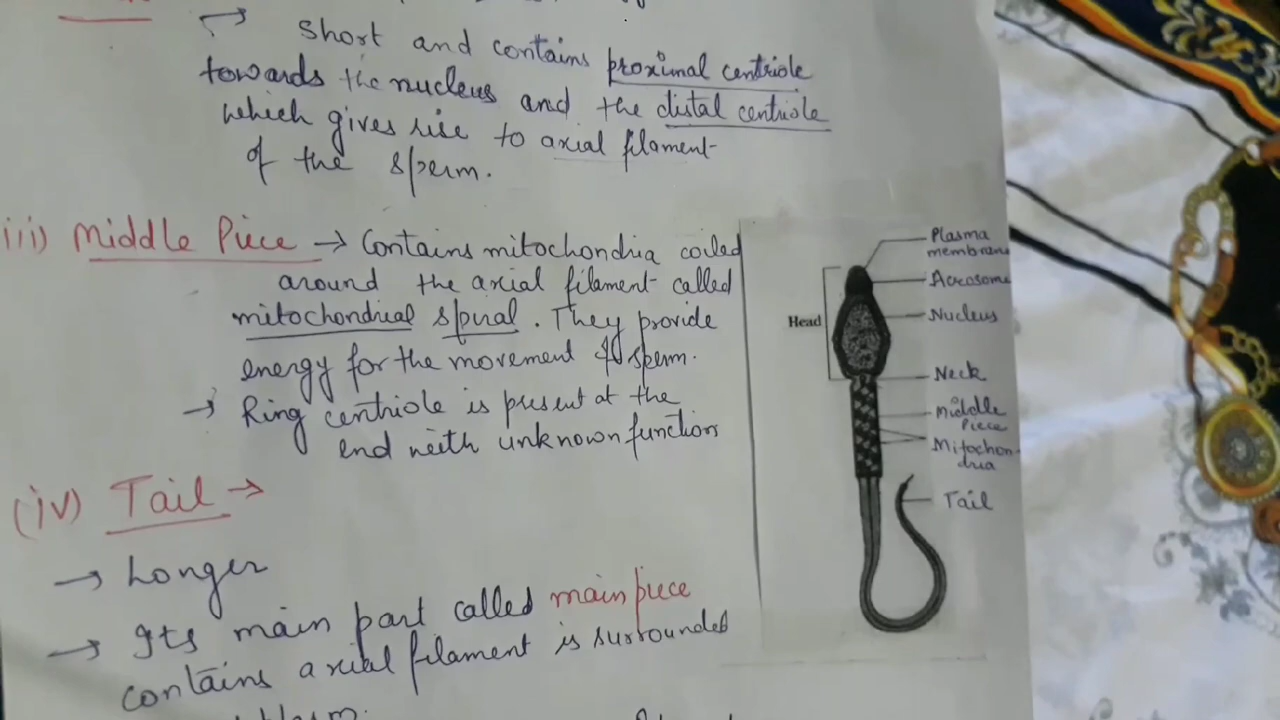 → Short and contains proximal centriole
towards the nucleus and the distal centriole
which gives rise to axial filament
of the sperm.
iii) Middle Piece → Contains mitochondria coiled
around the axial filament called
mitochondrial spiral. They provide
energy for the movement of sperm.
→ Ring centriole is present at the
end with unknown function
(iv) Tail →
→ Longer
→ Its main part called main piece
contains axial filament is surrounded
Plasma
membrane
Acrosome
Head
Nucleus
Neck
Middle
Piece
Mitochon-
dria
Tail